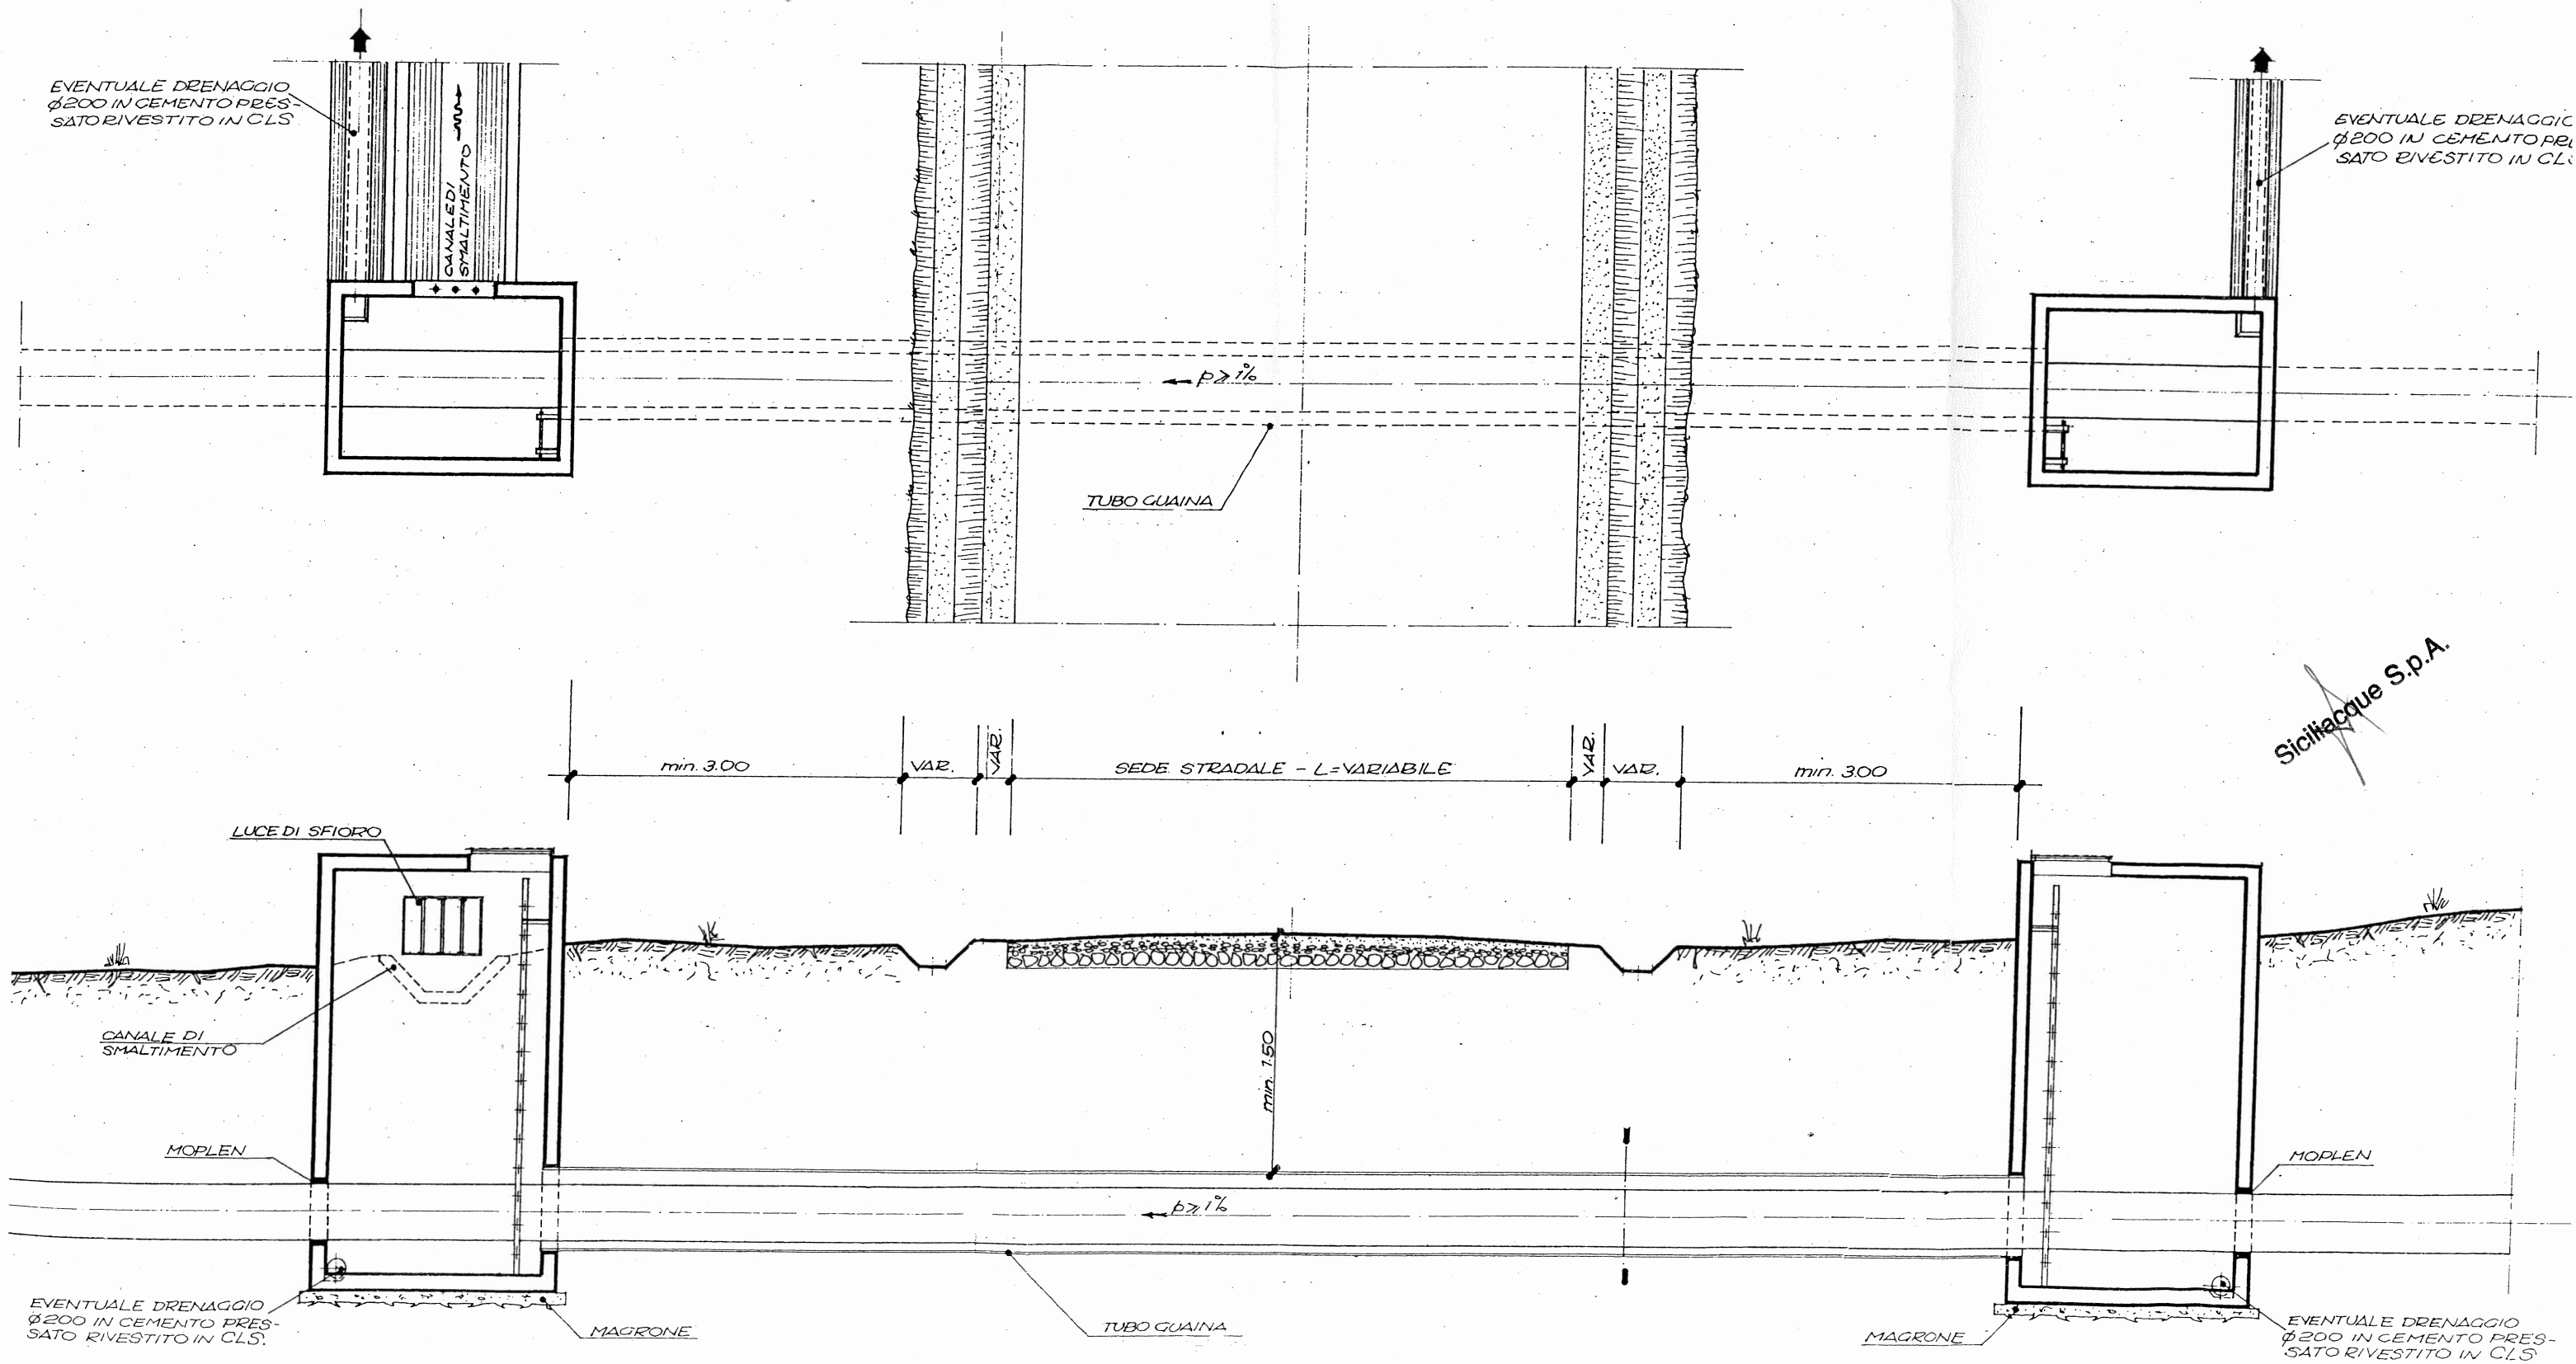 EVENTUALE DRENAGGIO
Ø200 IN CEMENTO PRES-
SATO RIVESTITO IN CLS
CANALE DI
SMALTIMENTO
EVENTUALE DRENAGGIO
Ø200 IN CEMENTO PRE
SATO RIVESTITO IN CL
p⩾1%
TUBO GUAINA
Siciliacque S.p.A.
min. 3.00
VAR.
VAR.
SEDE STRADALE - L=VARIABILE
VAR.
VAR.
min. 3.00
LUCE DI SFIORO
CANALE DI
SMALTIMENTO
min. 1.50
MOPLEN
MOPLEN
p⩾1%
EVENTUALE DRENAGGIO
Ø200 IN CEMENTO PRES-
SATO RIVESTITO IN CLS.
MAGRONE
TUBO GUAINA
MAGRONE
EVENTUALE DRENAGGIO
Ø200 IN CEMENTO PRES-
SATO RIVESTITO IN CLS